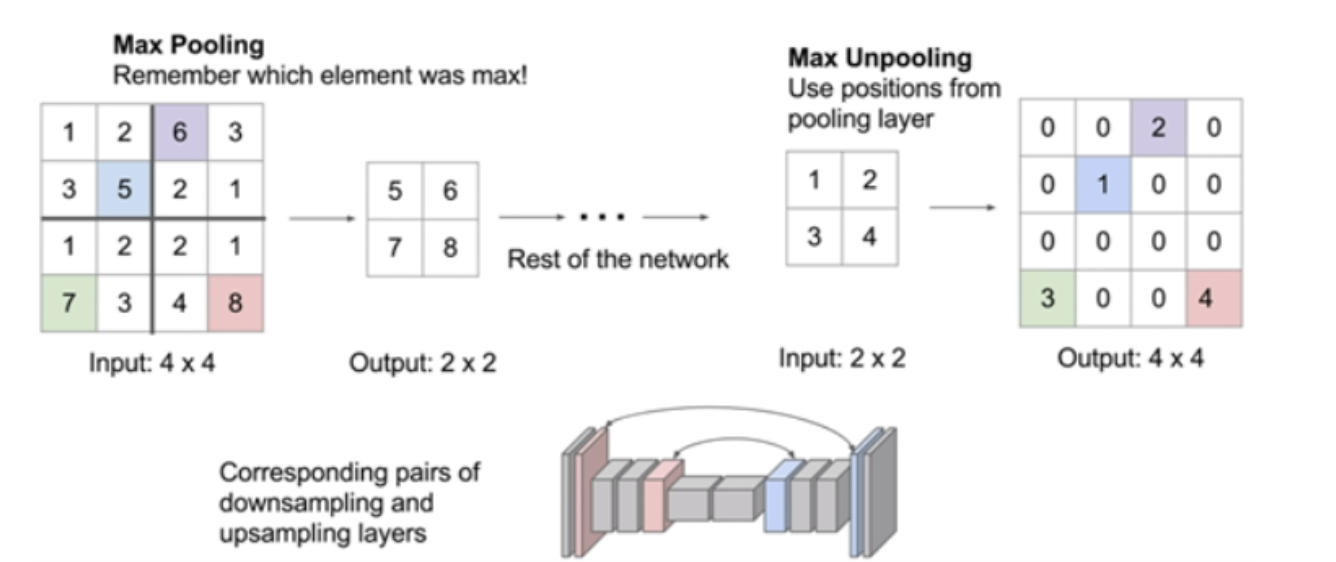 Max Pooling
Remember which element was max!
1 2 6 3
3 5 2 1
1 2 2 1
7 3 4 8
Input: 4 x 4
5 6
7 8
Output: 2 x 2
...
Rest of the network
Max Unpooling
Use positions from
pooling layer
1 2
3 4
Input: 2 x 2
0 0 2 0
0 1 0 0
0 0 0 0
3 0 0 4
Output: 4 x 4
Corresponding pairs of
downsampling and
upsampling layers